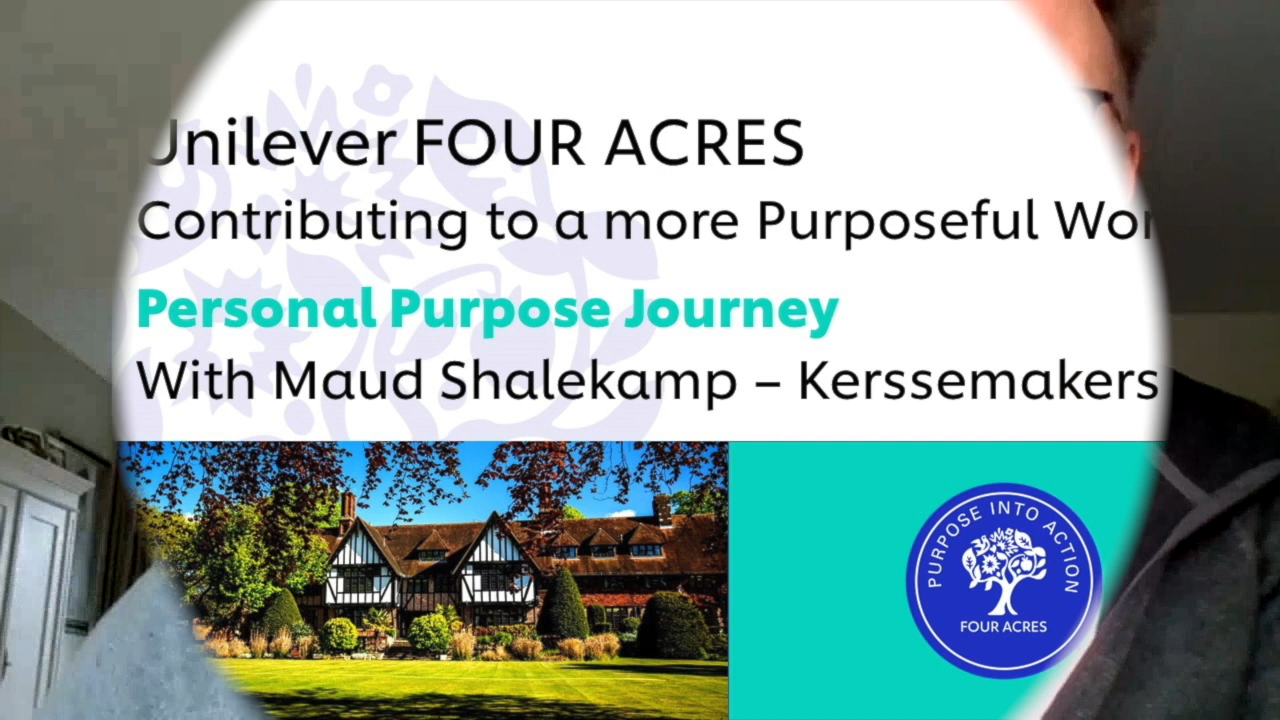 Unilever FOUR ACRES
Contributing to a more Purposeful Wor
Personal Purpose Journey
With Maud Shalekamp – Kerssemakers
PURPOSE INTO ACTION
FOUR ACRES